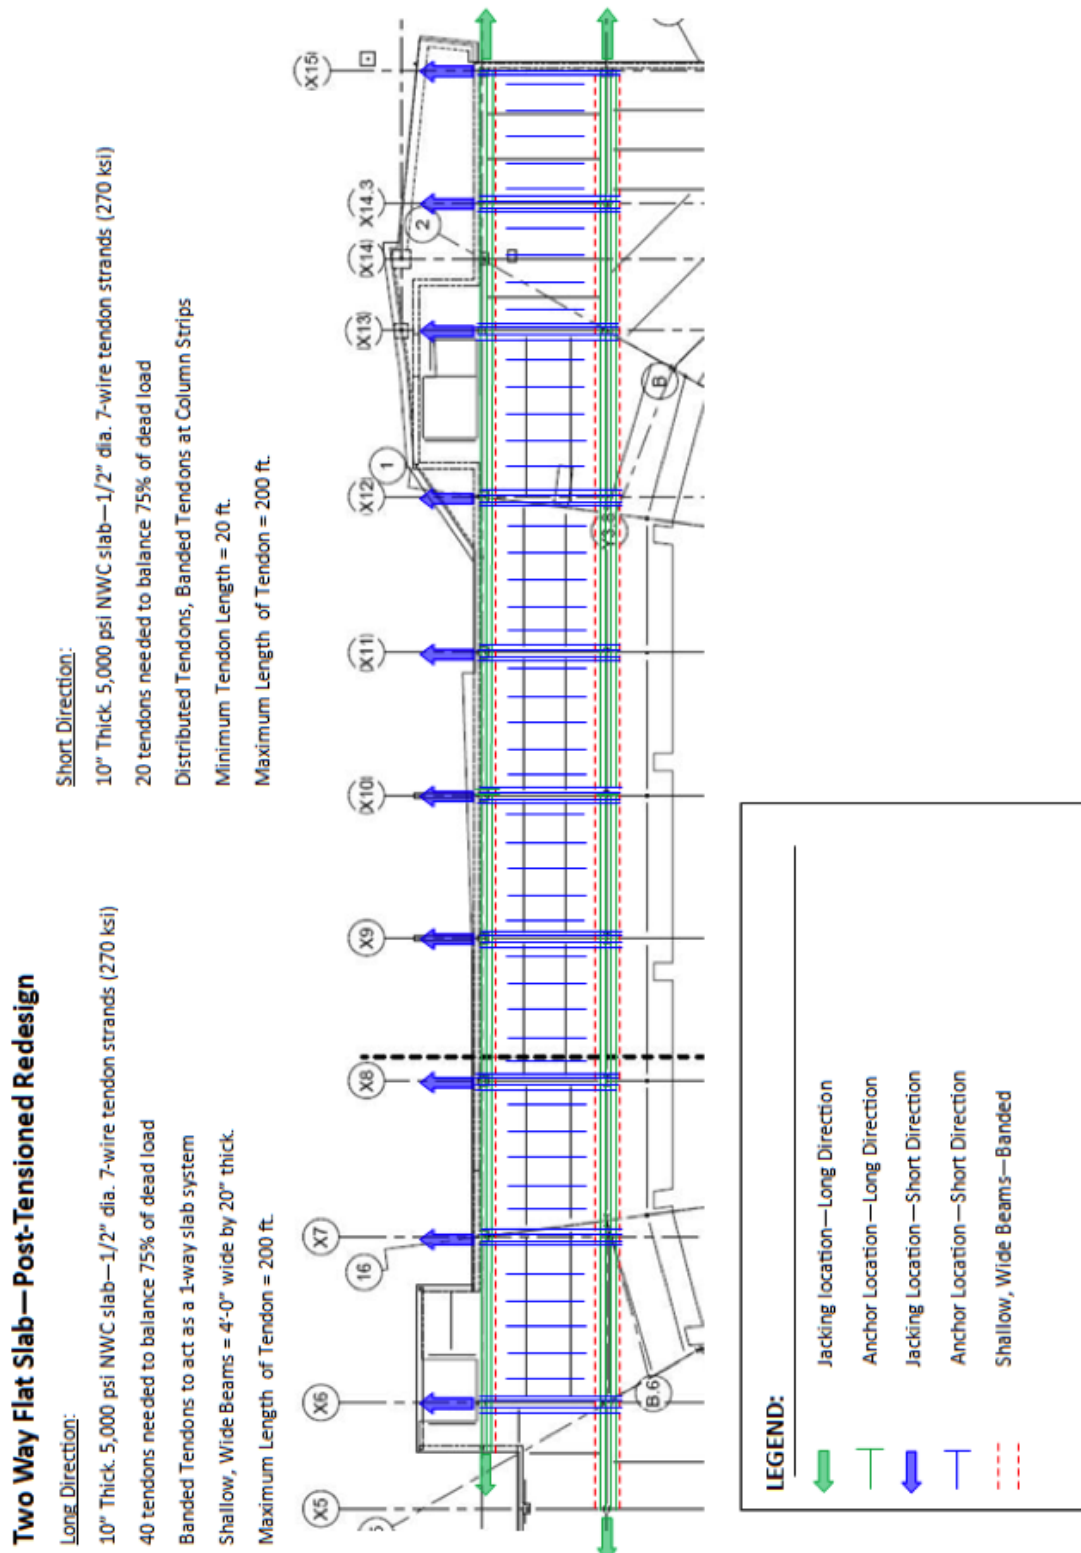 Two Way Flat Slab—Post-Tensioned Redesign
Long Direction:
10" Thick. 5,000 psi NWC slab—1/2" dia. 7-wire tendon strands (270 ksi)
40 tendons needed to balance 75% of dead load
Banded Tendons to act as a 1-way slab system
Shallow, Wide Beams = 4'-0" wide by 20" thick.
Maximum Length of Tendon = 200 ft.
Short Direction:
10" Thick. 5,000 psi NWC slab—1/2" dia. 7-wire tendon strands (270 ksi)
20 tendons needed to balance 75% of dead load
Distributed Tendons, Banded Tendons at Column Strips
Minimum Tendon Length = 20 ft.
Maximum Length of Tendon = 200 ft.
X5
X6
X7
X8
X9
X10
X11
X12
X13
X14
X14.3
X15
16
1
2
B.6
B
LEGEND:
Jacking location—Long Direction
Anchor Location—Long Direction
Jacking Location—Short Direction
Anchor Location—Short Direction
Shallow, Wide Beams—Banded